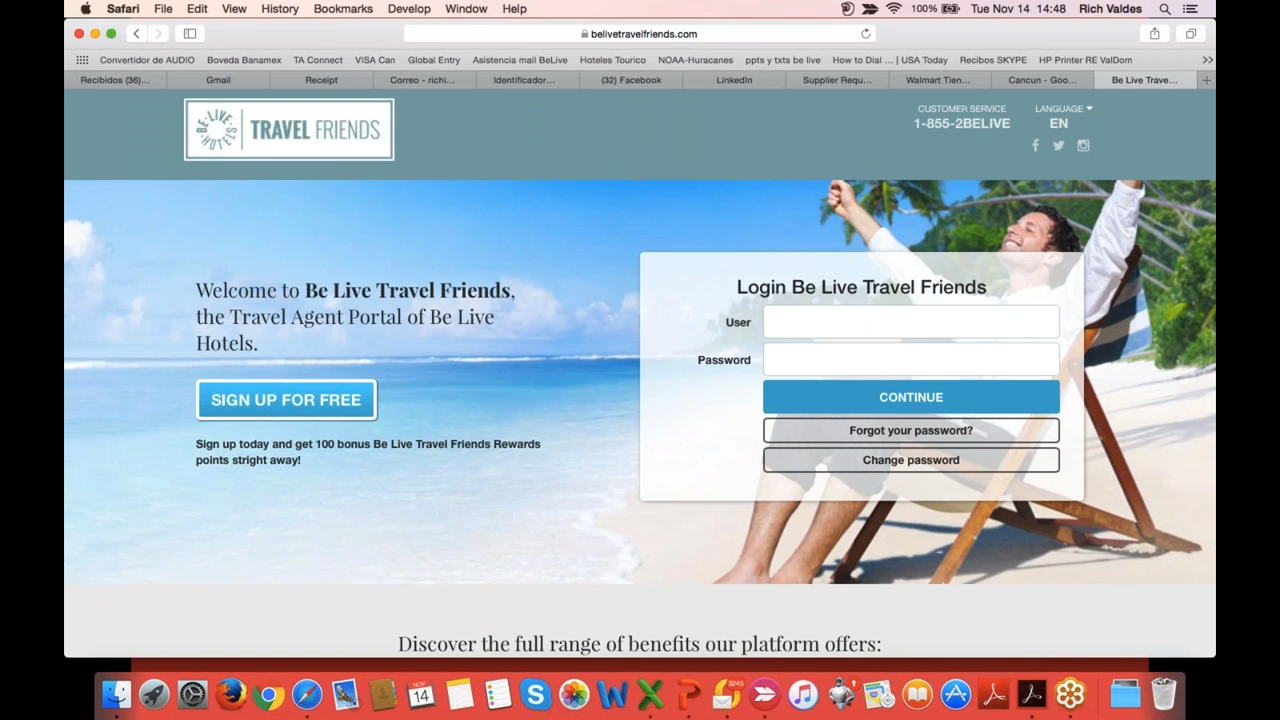 Safari File Edit View History Bookmarks Develop Window Help 100% Tue Nov 14 14:48 Rich Valdes
belivetravelfriends.com
Convertidor de AUDIO Boveda Banamex TA Connect VISA Can Global Entry Asistencia mail BeLive Hoteles Tourico NOAA-Huracanes ppts y txts be live How to Dial ... | USA Today Recibos SKYPE HP Printer RE ValDom
Recibidos (36)... Gmail Receipt Correo - richi... Identificador... (32) Facebook LinkedIn Supplier Requ... Walmart Tien... Cancun - Goo... Be Live Trave...
BE·LIVE·HOTELS
TRAVEL FRIENDS
CUSTOMER SERVICE
1-855-2BELIVE
LANGUAGE
EN
Welcome to Be Live Travel Friends,
the Travel Agent Portal of Be Live
Hotels.
SIGN UP FOR FREE
Sign up today and get 100 bonus Be Live Travel Friends Rewards
points stright away!
Login Be Live Travel Friends
User
Password
CONTINUE
Forgot your password?
Change password
Discover the full range of benefits our platform offers:
NOV
14
3245